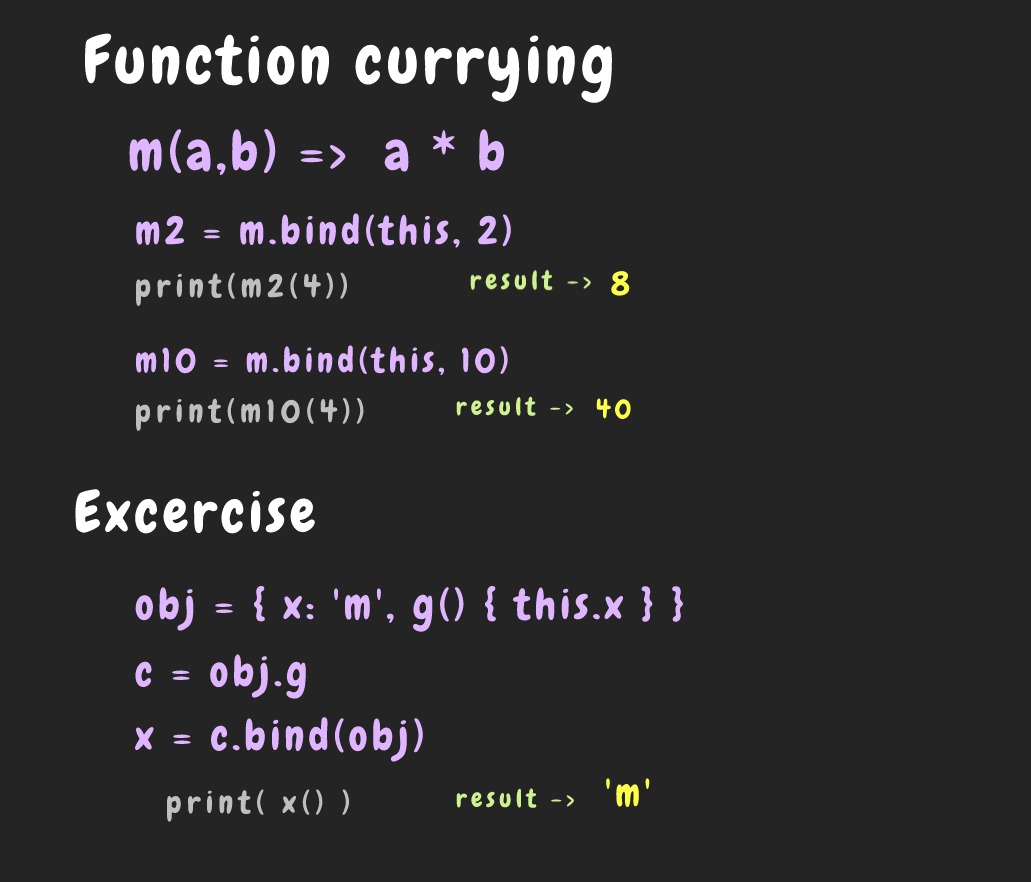 Function currying
m(a,b) => a * b
m2 = m.bind(this, 2)
print(m2(4)) result -> 8
m10 = m.bind(this, 10)
print(m10(4)) result -> 40
Excercise
obj = { x: 'm', g() { this.x } }
c = obj.g
x = c.bind(obj)
print( x() ) result -> 'm'